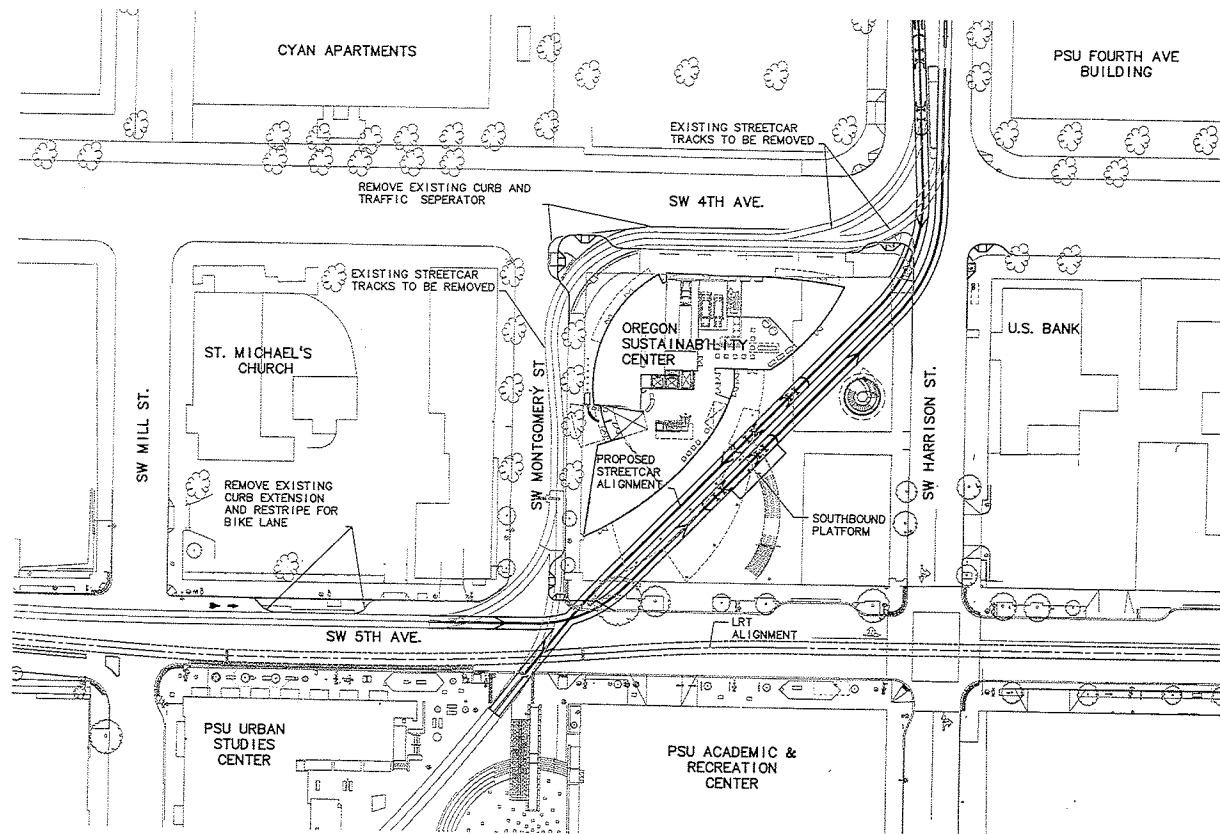 CYAN APARTMENTS
PSU FOURTH AVE
BUILDING
EXISTING STREETCAR
TRACKS TO BE REMOVED
REMOVE EXISTING CURB AND
TRAFFIC SEPERATOR
SW 4TH AVE.
EXISTING STREETCAR
TRACKS TO BE REMOVED
OREGON
SUSTAINABILITY
CENTER
U.S. BANK
ST. MICHAEL'S
CHURCH
SW MILL ST.
SW MONTGOMERY ST
SW HARRISON ST.
PROPOSED
STREETCAR
ALIGNMENT
REMOVE EXISTING
CURB EXTENSION
AND RESTRIPE FOR
BIKE LANE
SOUTHBOUND
PLATFORM
SW 5TH AVE.
LRT
ALIGNMENT
PSU URBAN
STUDIES
CENTER
PSU ACADEMIC &
RECREATION
CENTER